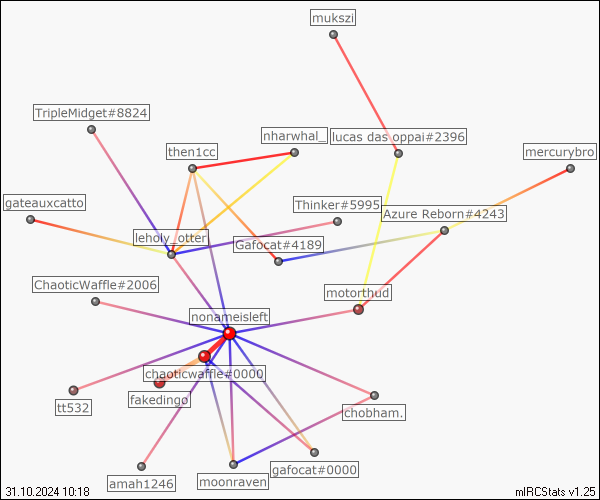 mukszi
TripleMidget#8824
nharwhal_
lucas das oppai#2396
then1cc
mercurybro
gateauxcatto
Thinker#5995
Azure Reborn#4243
leholy_otter
Gafocat#4189
ChaoticWaffle#2006
motorthud
nonameisleft
chaoticwaffle#0000
fakedingo
tt532
chobham.
gafocat#0000
amah1246
moonraven
31.10.2024 10:18
mIRCStats v1.25